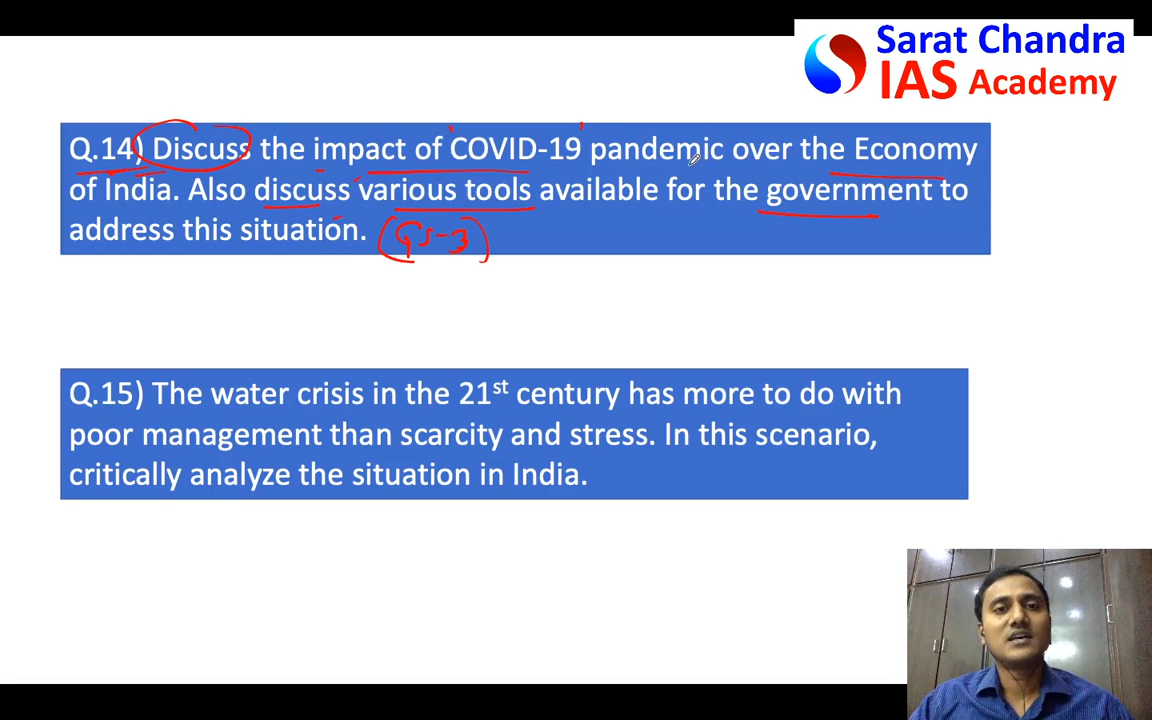 Sarat Chandra
IAS Academy
Q.14) Discuss the impact of COVID-19 pandemic over the Economy
of India. Also discuss various tools available for the government to
address this situation. (GS-3)
Q.15) The water crisis in the 21st century has more to do with
poor management than scarcity and stress. In this scenario,
critically analyze the situation in India.